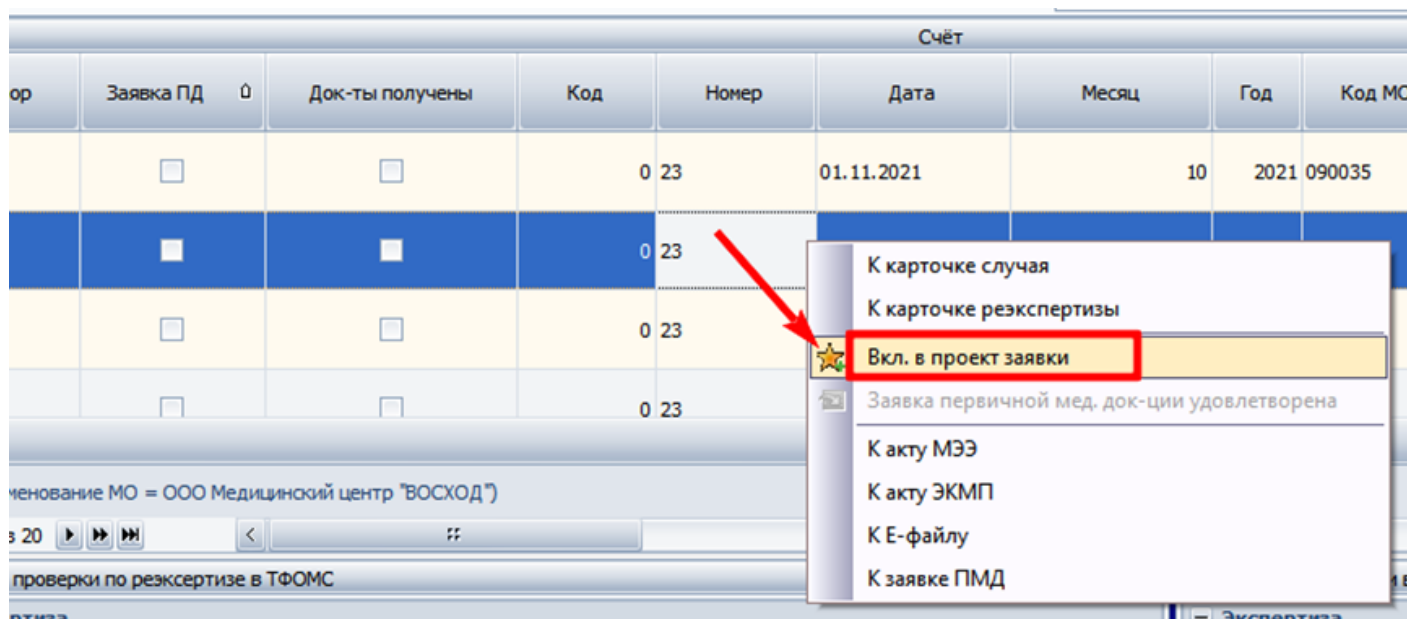 Счёт
ор Заявка ПД Док-ты получены Код Номер Дата Месяц Год Код МО
0 23 01.11.2021 10 2021 090035
0 23
0 23
0 23
К карточке случая
К карточке реэкспертизы
Вкл. в проект заявки
Заявка первичной мед. док-ции удовлетворена
К акту МЭЭ
К акту ЭКМП
К Е-файлу
К заявке ПМД
менование МО = ООО Медицинский центр "ВОСХОД")
з 20
проверки по реэксертизе в ТФОМС
Экспертиза